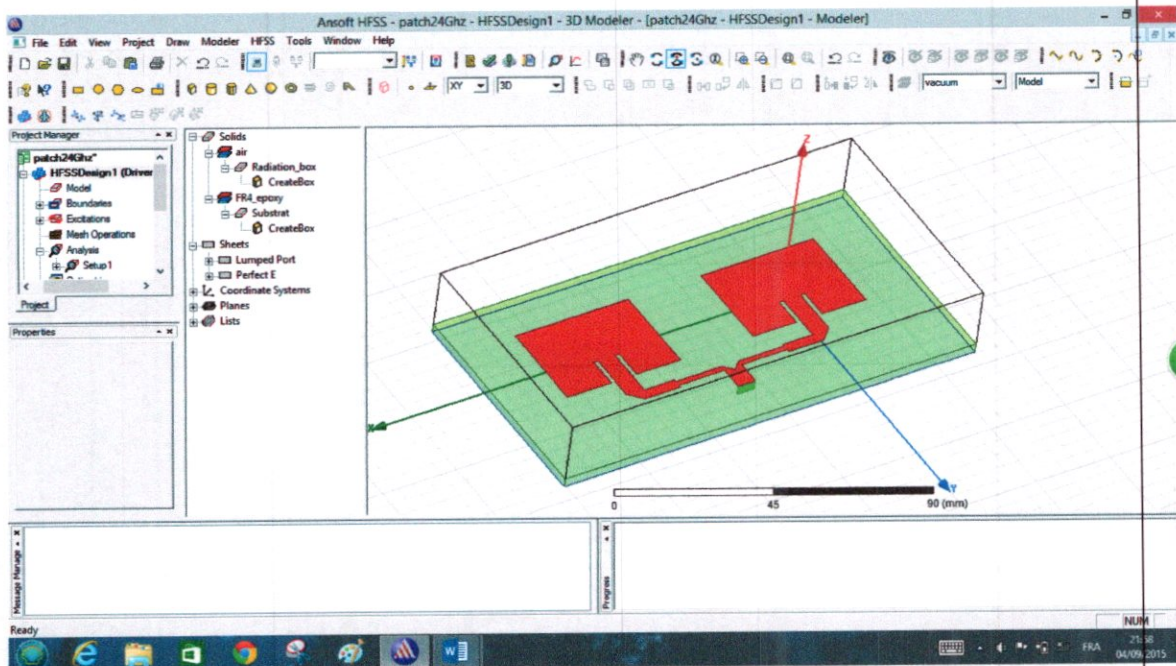 Ansoft HFSS - patch24Ghz - HFSSDesign1 - 3D Modeler - [patch24Ghz - HFSSDesign1 - Modeler]
File Edit View Project Draw Modeler HFSS Tools Window Help
XY 3D vacuum Model
Project Manager
patch24Ghz*
HFSSDesign1 (Driver
Model
Boundaries
Excitations
Mesh Operations
Analysis
Setup1
Project
Properties
Solids
air
Radiation_box
CreateBox
FR4_epoxy
Substrat
CreateBox
Sheets
Lumped Port
Perfect E
Coordinate Systems
Planes
Lists
Z
X
Y
0 45 90 (mm)
Message Manage
Progress
Ready
NUM
FRA
21:58
04/09/2015